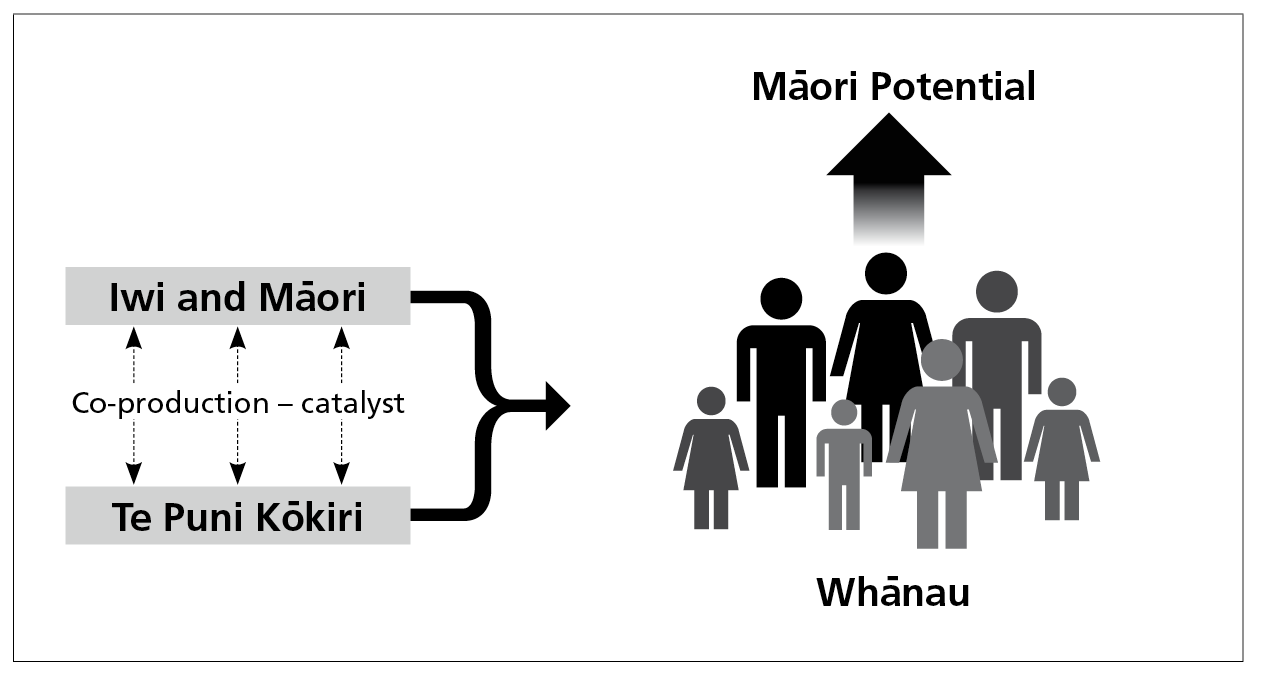 Māori Potential
Iwi and Māori
Co-production – catalyst
Te Puni Kōkiri
Whānau